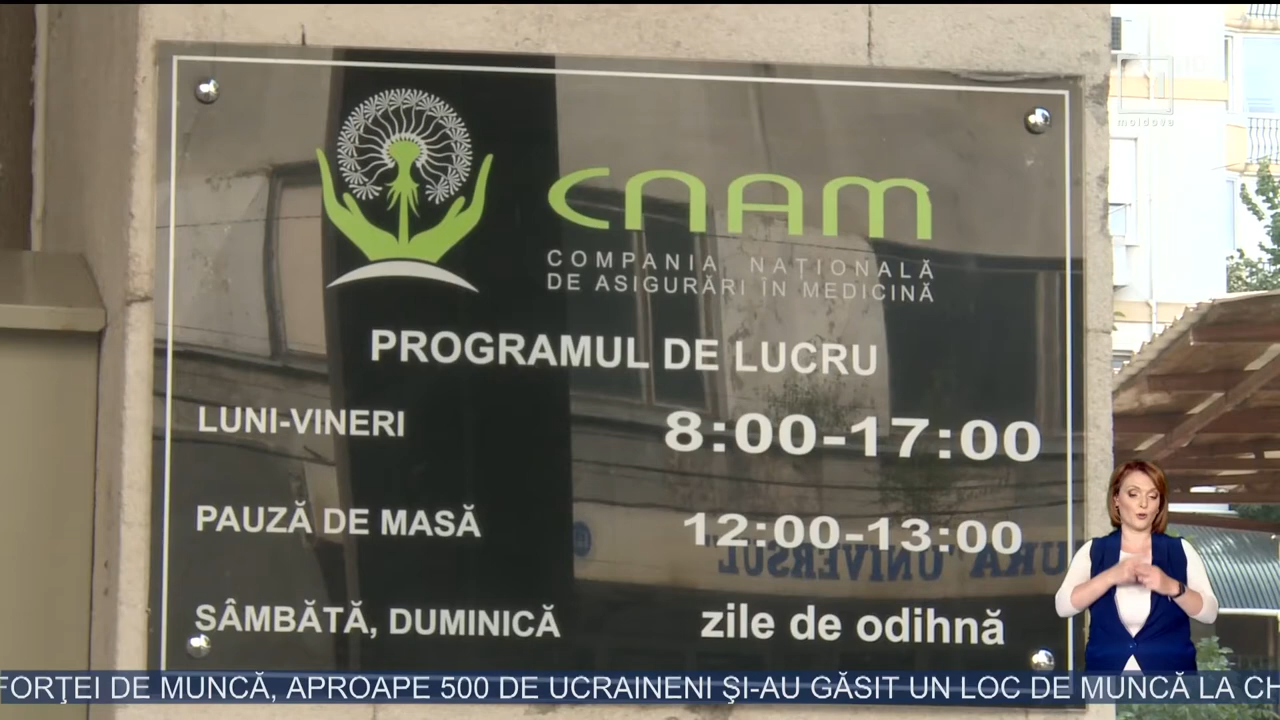 moldova
CNAM
COMPANIA NAȚIONALĂ
DE ASIGURĂRI ÎN MEDICINĂ
PROGRAMUL DE LUCRU
LUNI-VINERI 8:00-17:00
PAUZĂ DE MASĂ 12:00-13:00
"UNIVERSUL"
SÂMBĂTĂ, DUMINICĂ zile de odihnă
FORŢEI DE MUNCĂ, APROAPE 500 DE UCRAINENI ŞI-AU GĂSIT UN LOC DE MUNCĂ LA CH